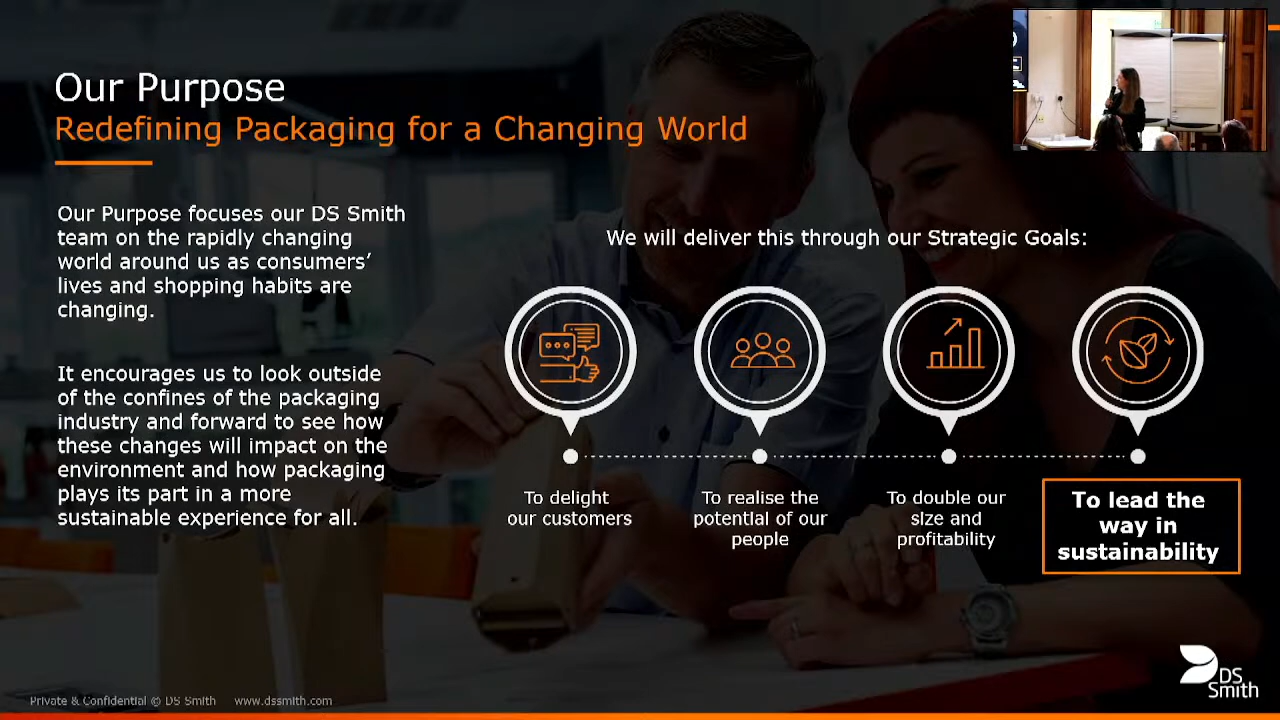 Our Purpose
Redefining Packaging for a Changing World
Our Purpose focuses our DS Smith
team on the rapidly changing
world around us as consumers’
lives and shopping habits are
changing.
It encourages us to look outside
of the confines of the packaging
industry and forward to see how
these changes will impact on the
environment and how packaging
plays its part in a more
sustainable experience for all.
We will deliver this through our Strategic Goals:
To delight
our customers
To realise the
potential of our
people
To double our
size and
profitability
To lead the
way in
sustainability
DS
Smith
Private & Confidential © DS Smith www.dssmith.com